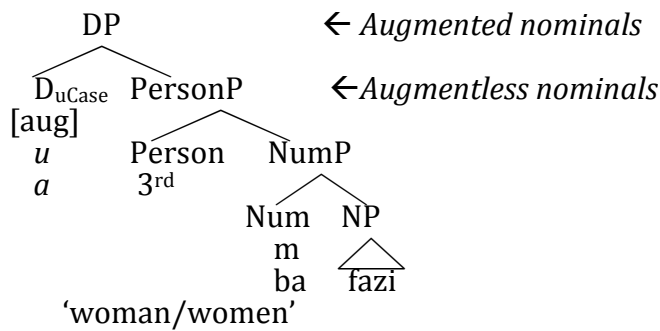 DP ← Augmented nominals
DuCase PersonP ← Augmentless nominals
[aug]
u Person NumP
a 3rd
Num NP
m
ba fazi
‘woman/women’